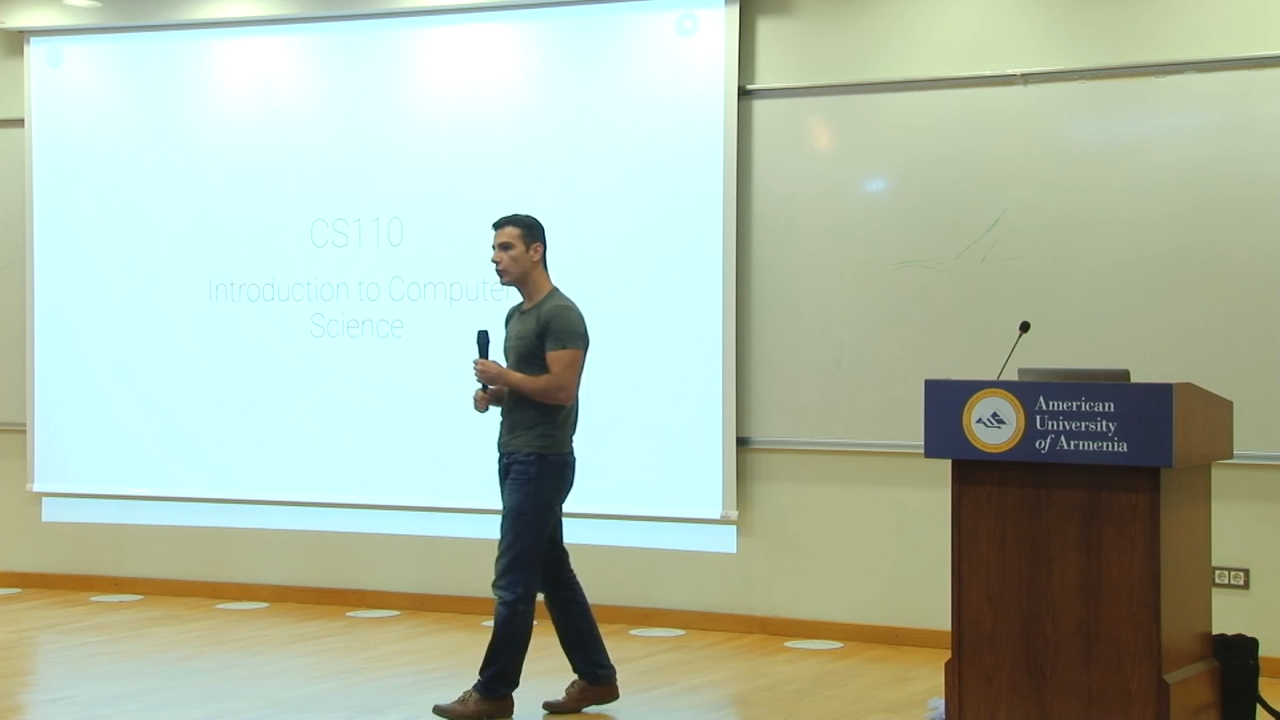 CS110
Introduction to Computer
Science
American
University
of Armenia